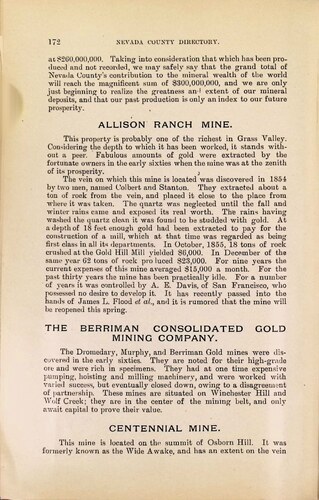 172 NEVADA COUNTY DIRECTORY.
at $260,000,000. Taking into consideration that which has been pro-
duced and not recorded, we may safely say that the grand total of
Nevada County's contribution to the mineral wealth of the world
will reach the magnificent sum of $300,000,000, and we are only
just beginning to realize the greatness and extent of our mineral
deposits, and that our past production is only an index to our future
prosperity.
ALLISON RANCH MINE.
This property is probably one of the richest in Grass Valley.
Considering the depth to which it has been worked, it stands with-
out a peer. Fabulous amounts of gold were extracted by the
fortunate owners in the early sixties when the mine was at the zenith
of its prosperity.
The vein on which this mine is located was discovered in 1854
by two men, named Colbert and Stanton. They extracted about a
ton of rock from the vein, and placed it close to the place from
where it was taken. The quartz was neglected until the fall and
winter rains came and exposed its real worth. The rains having
washed the quartz clean it was found to be studded with gold. At
a depth of 18 feet enough gold had been extracted to pay for the
construction of a mill, which at that time was regarded as being
first class in all its departments. In October, 1855, 18 tons of rock
crushed at the Gold Hill Mill yielded $6,000. In December of the
same year 62 tons of rock produced $23,000. For nine years the
current expenses of this mine averaged $15,000 a month. For the
past thirty years the mine has been practically idle. For a number
of years it was controlled by A. E. Davis, of San Francisco, who
possessed no desire to develop it. It has recently passed into the
hands of James L. Flood et al., and it is rumored that the mine will
be reopened this spring.
THE BERRIMAN CONSOLIDATED GOLD
MINING COMPANY.
The Dromedary, Murphy, and Berriman Gold mines were dis-
covered in the early sixties. They are noted for their high-grade
ore and were rich in specimens. They had at one time expensive
pumping, hoisting and milling machinery, and were worked with
varied success, but eventually closed down, owing to a disagreement
of partnership. These mines are situated on Winchester Hill and
Wolf Creek; they are in the center of the mining belt, and only
await capital to prove their value.
CENTENNIAL MINE.
This mine is located on the summit of Osborn Hill. It was
formerly known as the Wide Awake, and has an extent on the vein